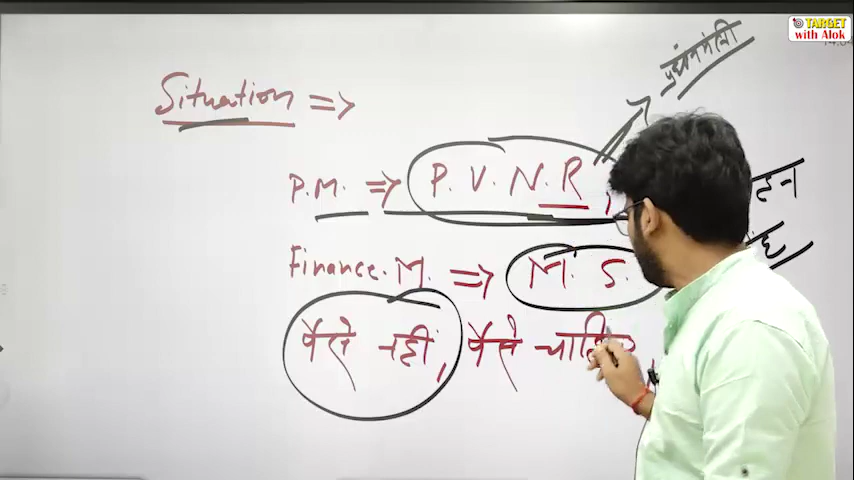 TARGET
with Alok
Situation =>
प्रधानमंत्री
P.M. => P. V. N. R,
Finance. M. => M. S.
पैसे नहीं, पैसे चाहिए